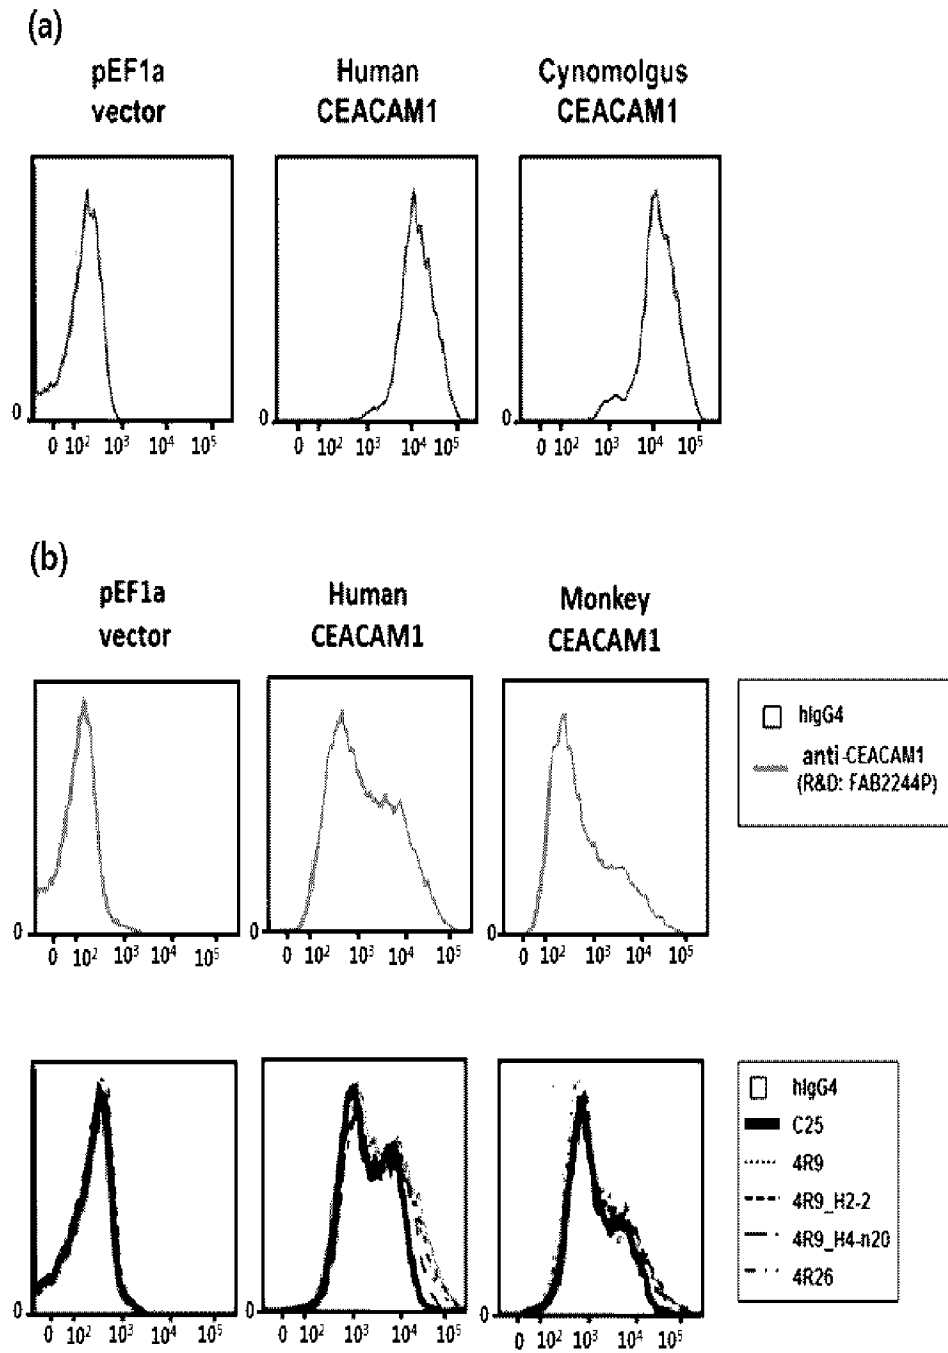 (a)
pEF1a
vector
Human
CEACAM1
Cynomolgus
CEACAM1
0
0
0
0 10² 10³ 10⁴ 10⁵
0 10² 10³ 10⁴ 10⁵
0 10² 10³ 10⁴ 10⁵
(b)
pEF1a
vector
Human
CEACAM1
Monkey
CEACAM1
hIgG4
anti-CEACAM1
(R&D: FAB2244P)
0
0
0
0 10² 10³ 10⁴ 10⁵
0 10² 10³ 10⁴ 10⁵
0 10² 10³ 10⁴ 10⁵
hIgG4
C25
4R9
4R9_H2-2
4R9_H4-n20
4R26
0
0
0
0 10² 10³ 10⁴ 10⁵
0 10² 10³ 10⁴ 10⁵
0 10² 10³ 10⁴ 10⁵